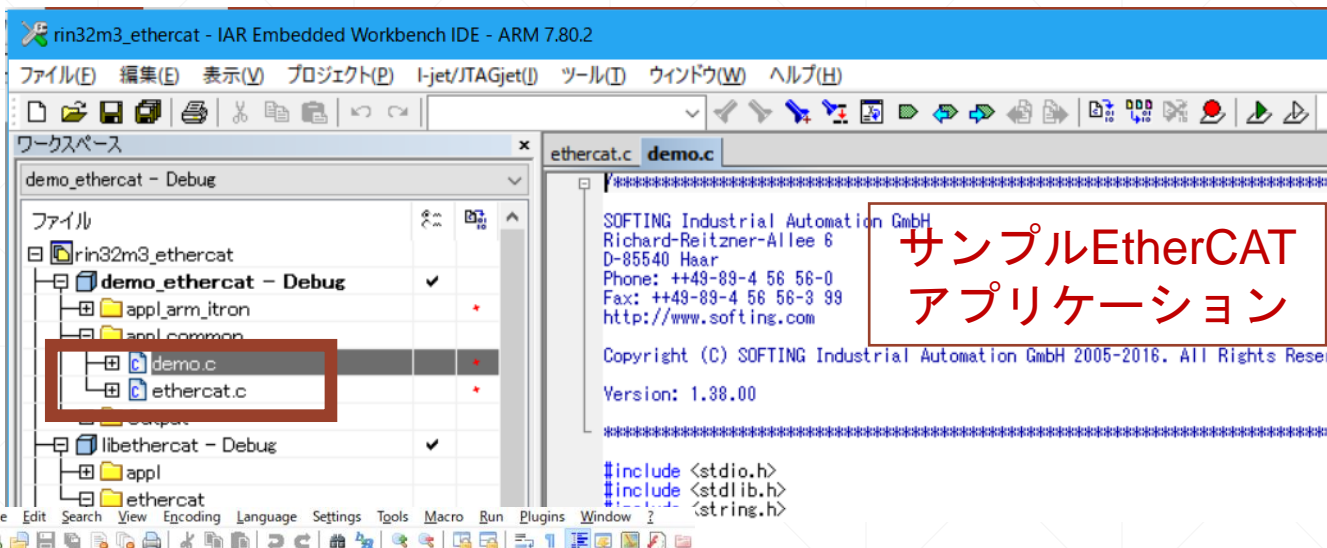 rin32m3_ethercat - IAR Embedded Workbench IDE - ARM 7.80.2
ファイル(F) 編集(E) 表示(V) プロジェクト(P) I-jet/JTAGjet(J) ツール(T) ウィンドウ(W) ヘルプ(H)
ワークスペース
demo_ethercat - Debug
ファイル
rin32m3_ethercat
demo_ethercat - Debug
appl_arm_itron
appl_common
demo.c
ethercat.c
Output
libethercat - Debug
appl
ethercat
ethercat.c demo.c
/****************************************************************************
SOFTING Industrial Automation GmbH
Richard-Reitzner-Allee 6
D-85540 Haar
Phone: ++49-89-4 56 56-0
Fax: ++49-89-4 56 56-3 99
http://www.softing.com
Copyright (C) SOFTING Industrial Automation GmbH 2005-2016. All Rights Rese
Version: 1.38.00
****************************************************************************
#include <stdio.h>
#include <stdlib.h>
#include <string.h>
サンプルEtherCAT
アプリケーション
e Edit Search View Encoding Language Settings Tools Macro Run Plugins Window ?